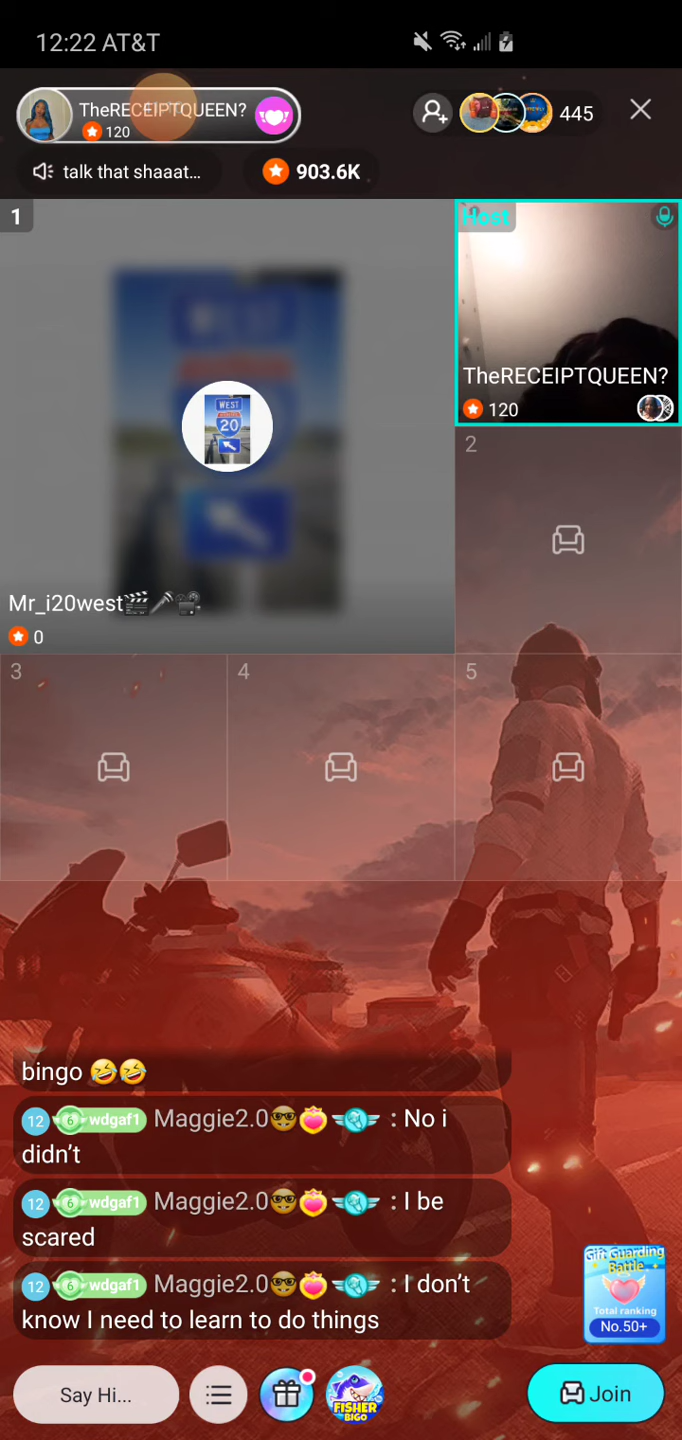 12:22 AT&T
TheRECEIPTQUEEN?
120
445
talk that shaaat...
903.6K
1
Host
WEST
20
TheRECEIPTQUEEN?
120
2
Mr_i20west🎬🎤🎥
0
3
4
5
bingo 🤣🤣
12 6 wdgaf1 Maggie2.0🤓 : No i
didn't
12 6 wdgaf1 Maggie2.0🤓 : I be
scared
12 6 wdgaf1 Maggie2.0🤓 : I don't
know I need to learn to do things
Gift Guarding
Battle
Total ranking
No.50+
Say Hi...
FISHER
BIGO
Join